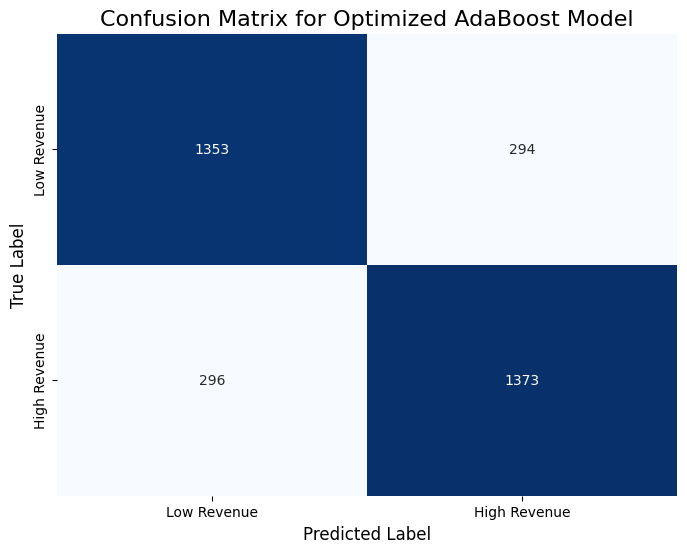 Confusion Matrix for Optimized AdaBoost Model
True Label
Low Revenue
1353
294
High Revenue
296
1373
Low Revenue
High Revenue
Predicted Label